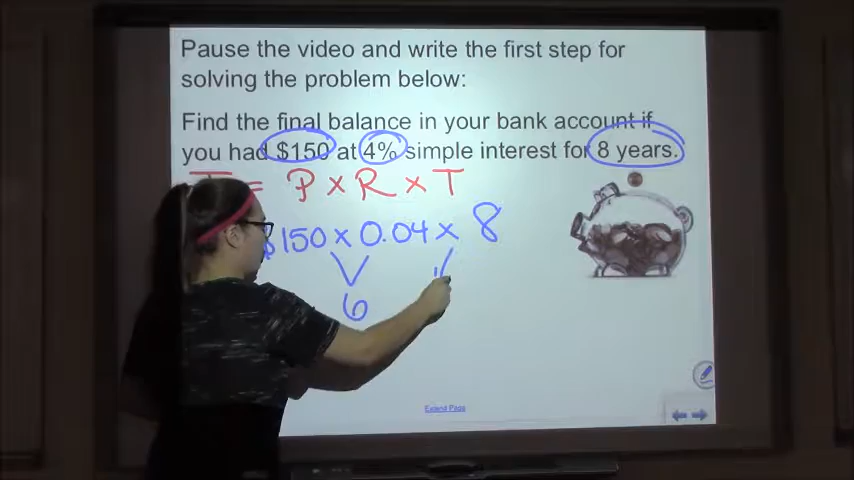 Pause the video and write the first step for
solving the problem below:
Find the final balance in your bank account if
you had $150 at 4% simple interest for 8 years.
I = P x R x T
$150 x 0.04 x 8
6
Extend Page